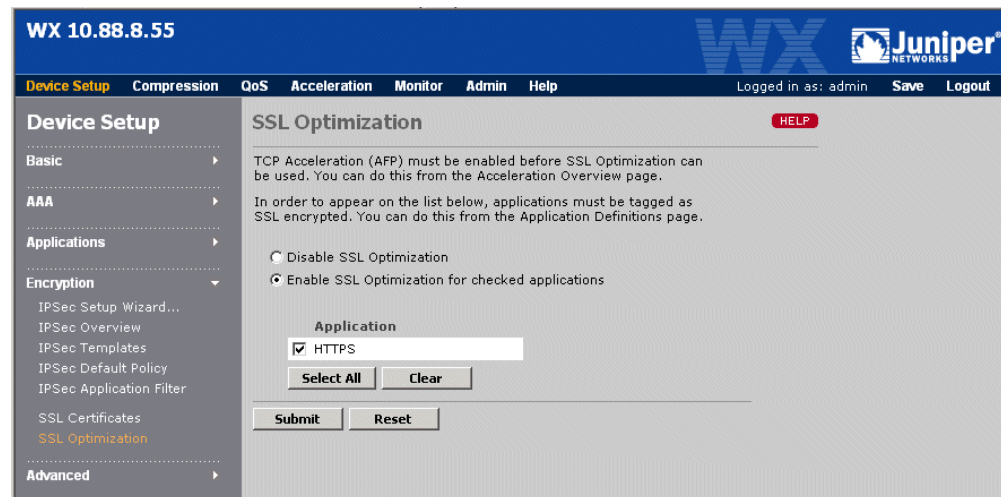 WX 10.88.8.55
WX
Juniper®
NETWORKS
Device Setup Compression QoS Acceleration Monitor Admin Help Logged in as: admin Save Logout
Device Setup
Basic
AAA
Applications
Encryption
IPSec Setup Wizard...
IPSec Overview
IPSec Templates
IPSec Default Policy
IPSec Application Filter
SSL Certificates
SSL Optimization
Advanced
SSL Optimization
HELP
TCP Acceleration (AFP) must be enabled before SSL Optimization can
be used. You can do this from the Acceleration Overview page.
In order to appear on the list below, applications must be tagged as
SSL encrypted. You can do this from the Application Definitions page.
Disable SSL Optimization
Enable SSL Optimization for checked applications
Application
HTTPS
Select All Clear
Submit Reset